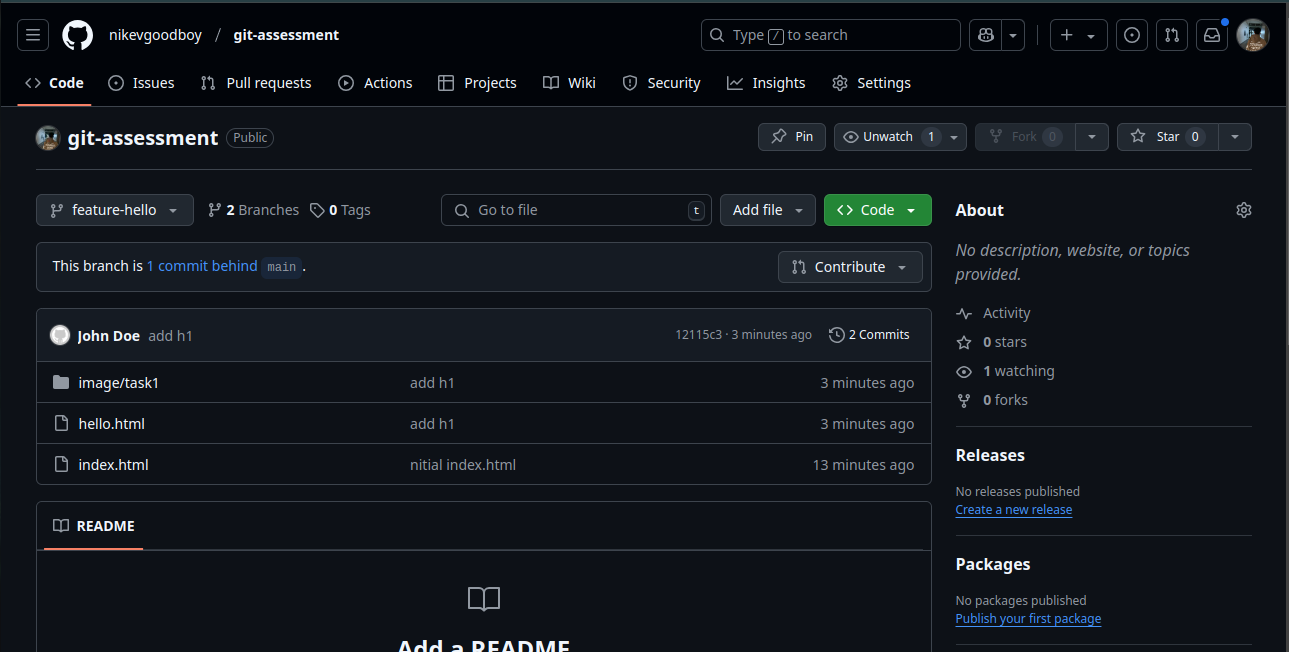 nikevgoodboy / git-assessment
Type / to search
Code Issues Pull requests Actions Projects Wiki Security Insights Settings
git-assessment Public
Pin Unwatch 1 Fork 0 Star 0
feature-hello 2 Branches 0 Tags Go to file t Add file Code
This branch is 1 commit behind main . Contribute
John Doe add h1 12115c3 · 3 minutes ago 2 Commits
image/task1 add h1 3 minutes ago
hello.html add h1 3 minutes ago
index.html nitial index.html 13 minutes ago
README
Add a README
About
No description, website, or topics
provided.
Activity
0 stars
1 watching
0 forks
Releases
No releases published
Create a new release
Packages
No packages published
Publish your first package